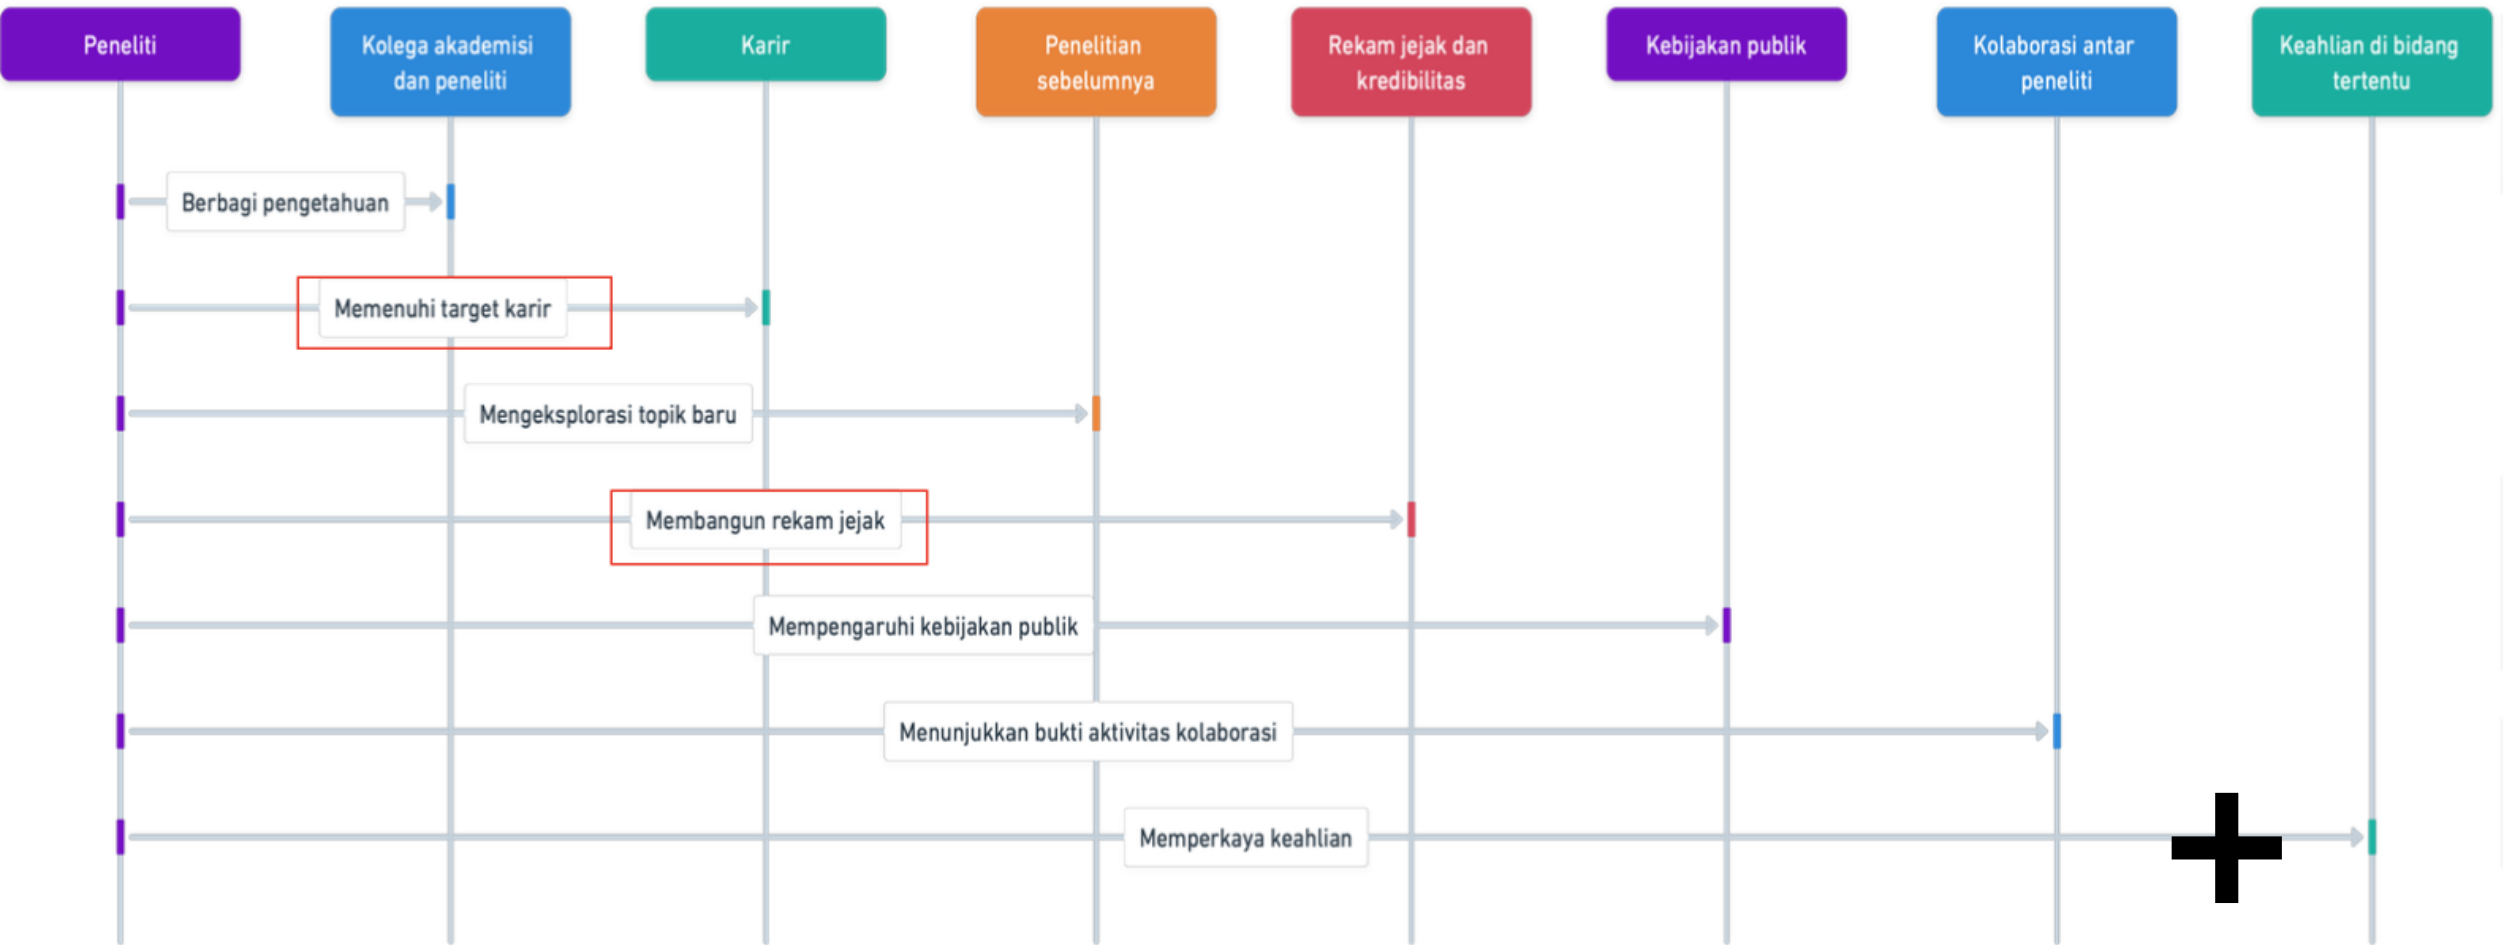 Peneliti
Kolega akademisi
dan peneliti
Karir
Penelitian
sebelumnya
Rekam jejak dan
kredibilitas
Kebijakan publik
Kolaborasi antar
peneliti
Keahlian di bidang
tertentu
Berbagi pengetahuan
Memenuhi target karir
Mengeksplorasi topik baru
Membangun rekam jejak
Mempengaruhi kebijakan publik
Menunjukkan bukti aktivitas kolaborasi
Memperkaya keahlian